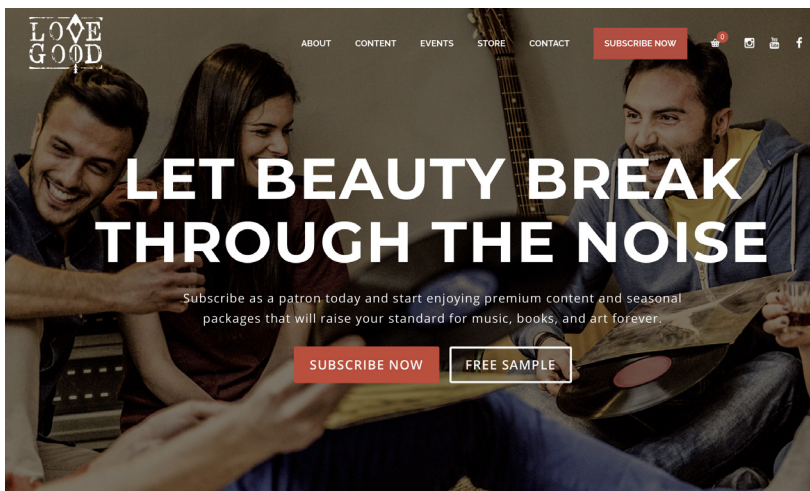 LOVE
GOOD
ABOUT
CONTENT
EVENTS
STORE
CONTACT
SUBSCRIBE NOW
0
You
Tube
f
LET BEAUTY BREAK
THROUGH THE NOISE
Subscribe as a patron today and start enjoying premium content and seasonal
packages that will raise your standard for music, books, and art forever.
SUBSCRIBE NOW
FREE SAMPLE